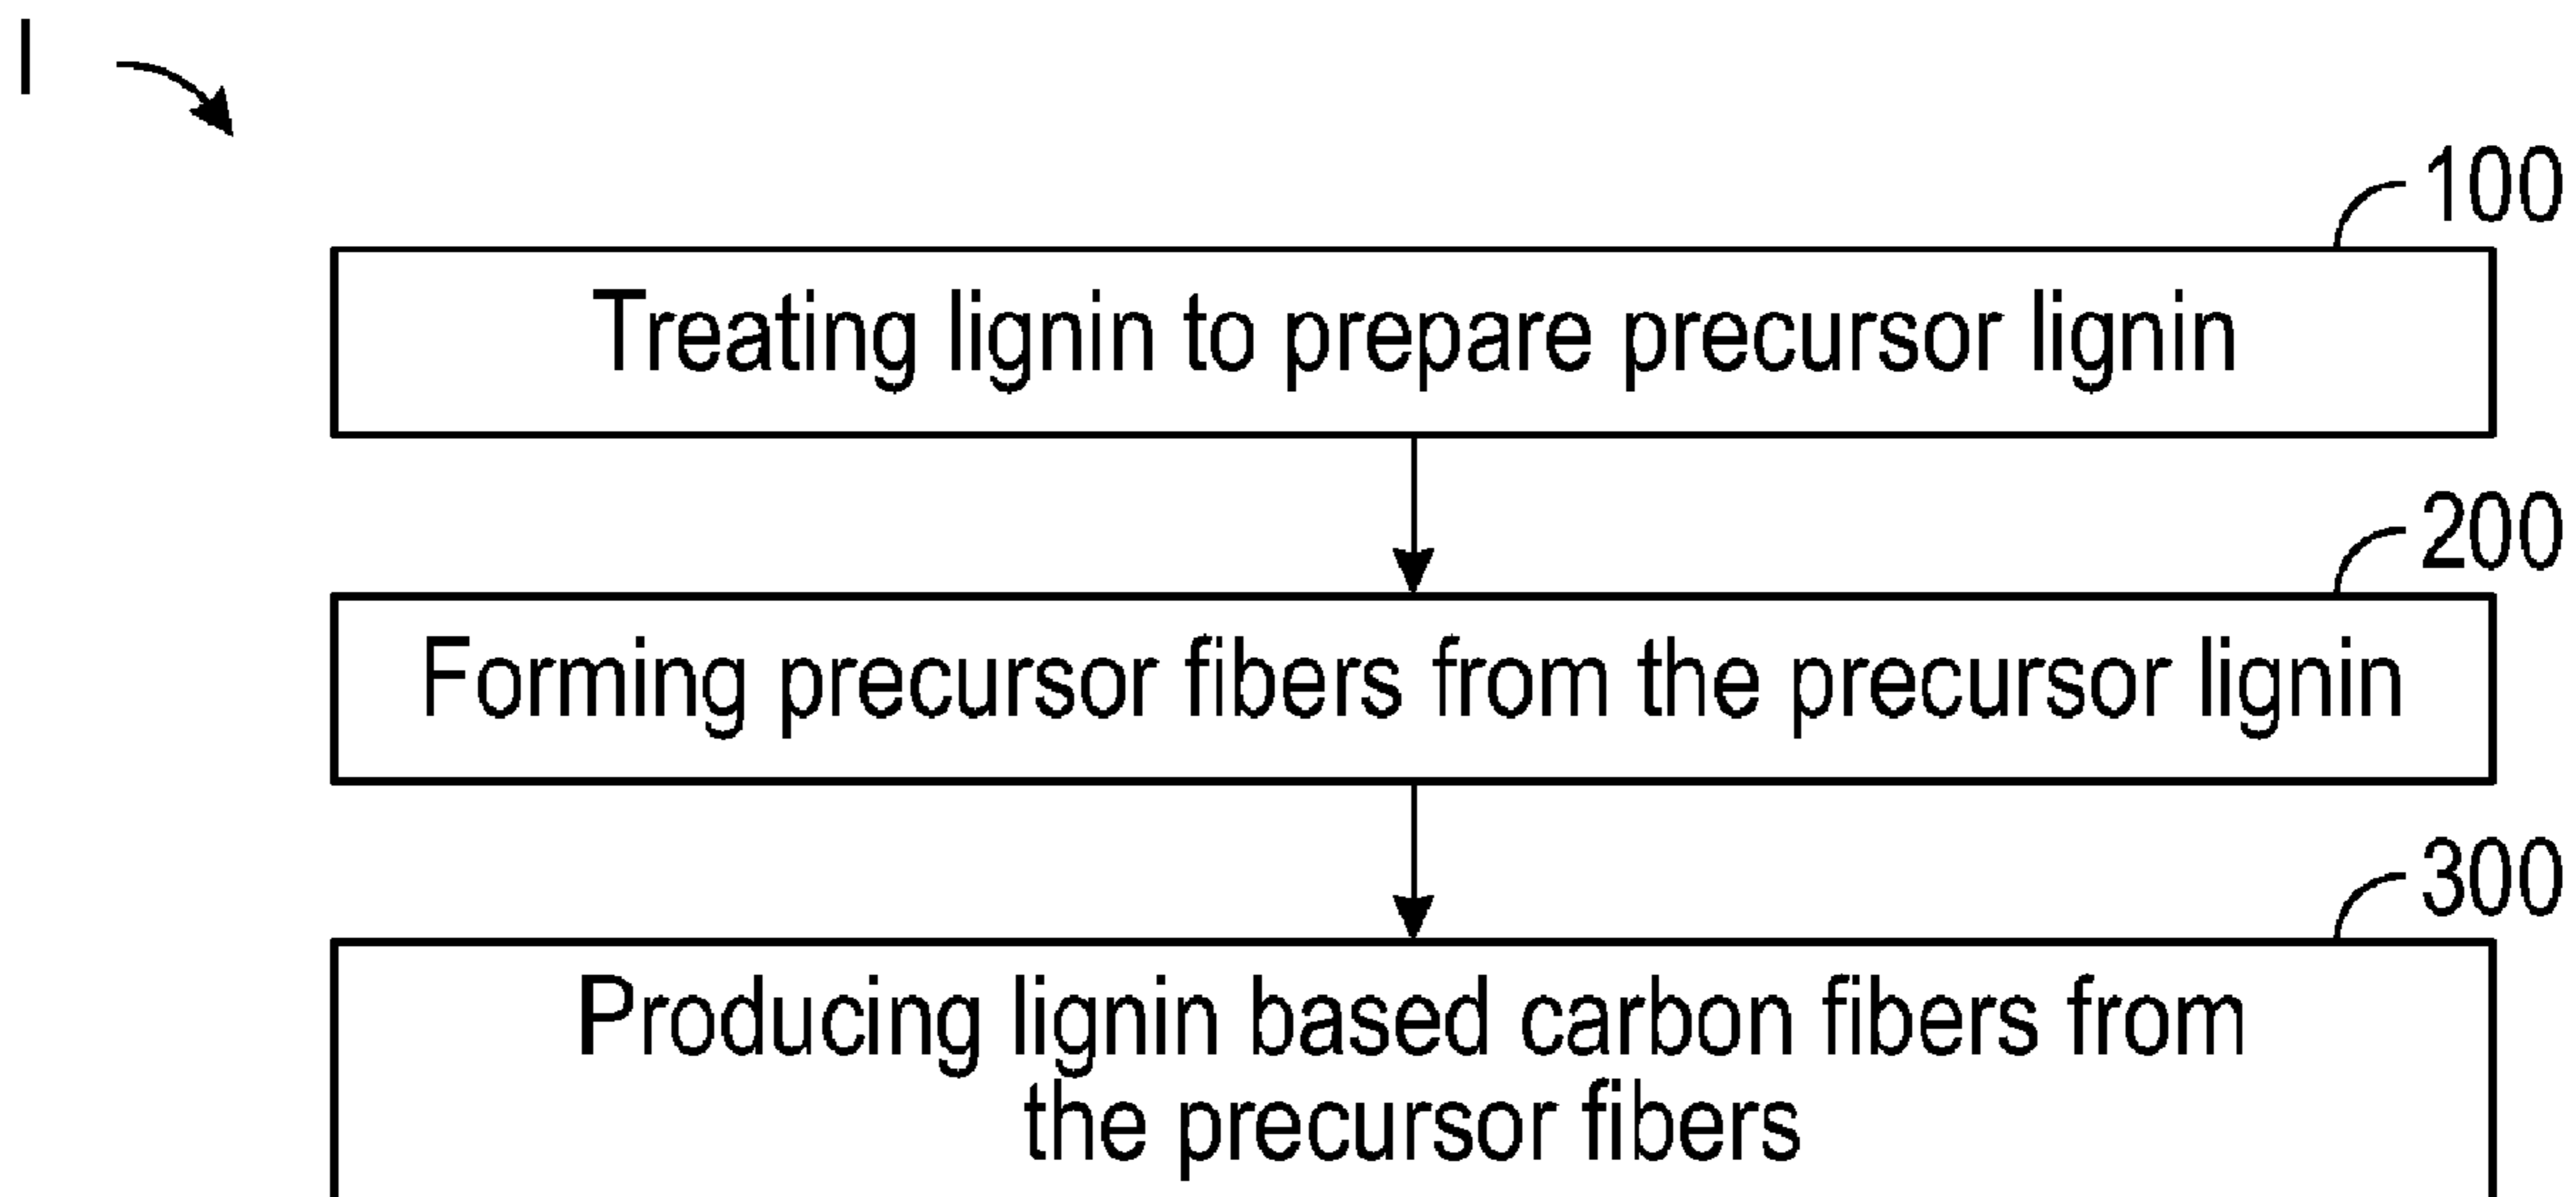 I
100
Treating lignin to prepare precursor lignin
200
Forming precursor fibers from the precursor lignin
300
Producing lignin based carbon fibers from
the precursor fibers